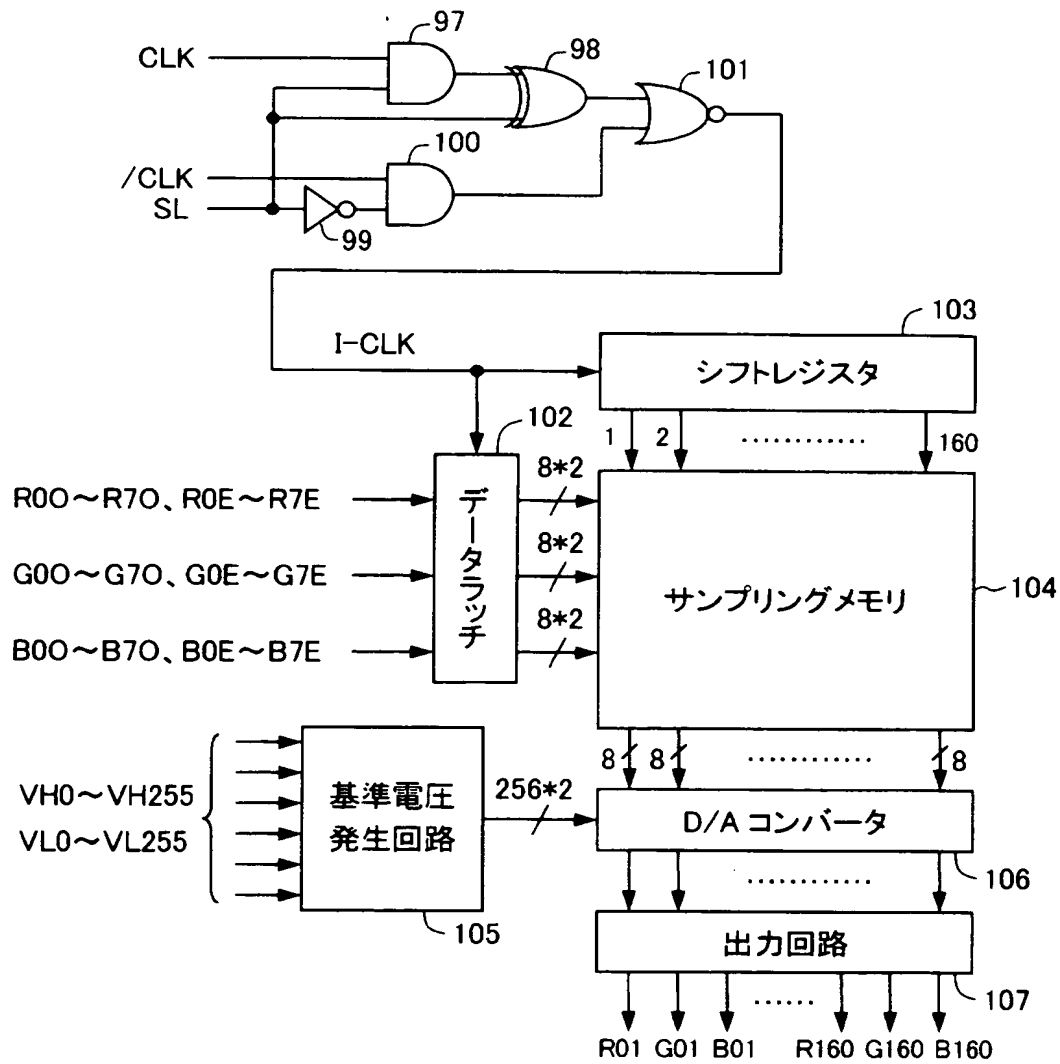 97
CLK
98
101
100
/CLK
SL
99
103
I-CLK
シフトレジスタ
102
1
2
............
160
8*2
R0O～R7O、R0E～R7E
データラッチ
8*2
G0O～G7O、G0E～G7E
サンプリングメモリ
104
8*2
B0O～B7O、B0E～B7E
8
8
............
8
VH0～VH255
VL0～VL255
基準電圧
発生回路
256*2
D/Aコンバータ
............
106
105
出力回路
107
......
R01 G01 B01 R160 G160 B160